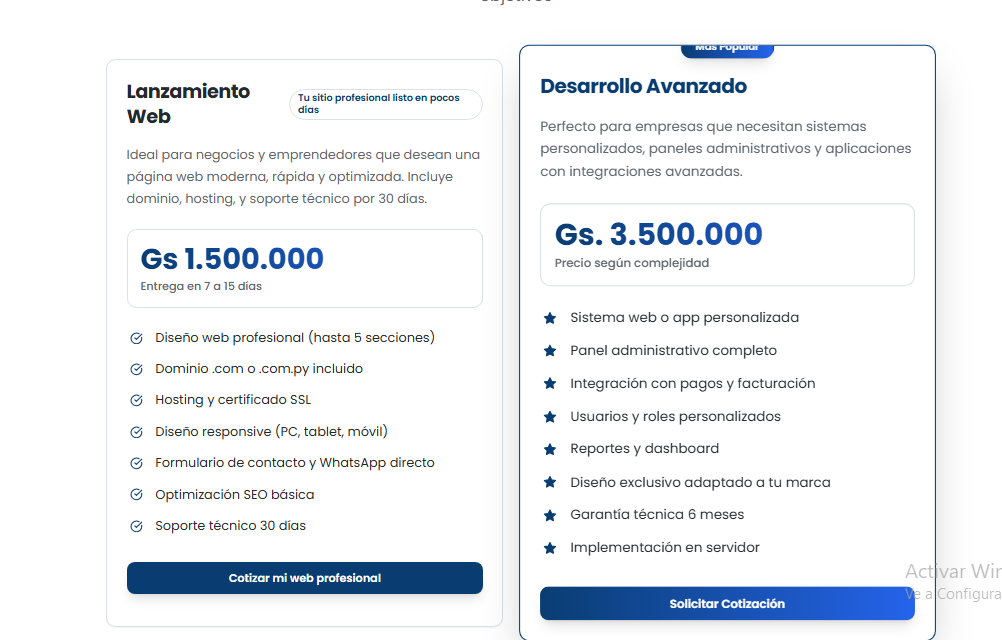 objetivos
Lanzamiento
Web
Tu sitio profesional listo en pocos
días
Ideal para negocios y emprendedores que desean una
página web moderna, rápida y optimizada. Incluye
dominio, hosting, y soporte técnico por 30 días.
Gs 1.500.000
Entrega en 7 a 15 días
Diseño web profesional (hasta 5 secciones)
Dominio .com o .com.py incluido
Hosting y certificado SSL
Diseño responsive (PC, tablet, móvil)
Formulario de contacto y WhatsApp directo
Optimización SEO básica
Soporte técnico 30 días
Cotizar mi web profesional
Más Popular
Desarrollo Avanzado
Perfecto para empresas que necesitan sistemas
personalizados, paneles administrativos y aplicaciones
con integraciones avanzadas.
Gs. 3.500.000
Precio según complejidad
Sistema web o app personalizada
Panel administrativo completo
Integración con pagos y facturación
Usuarios y roles personalizados
Reportes y dashboard
Diseño exclusivo adaptado a tu marca
Garantía técnica 6 meses
Implementación en servidor
Solicitar Cotización
Activar Win
Ve a Configura